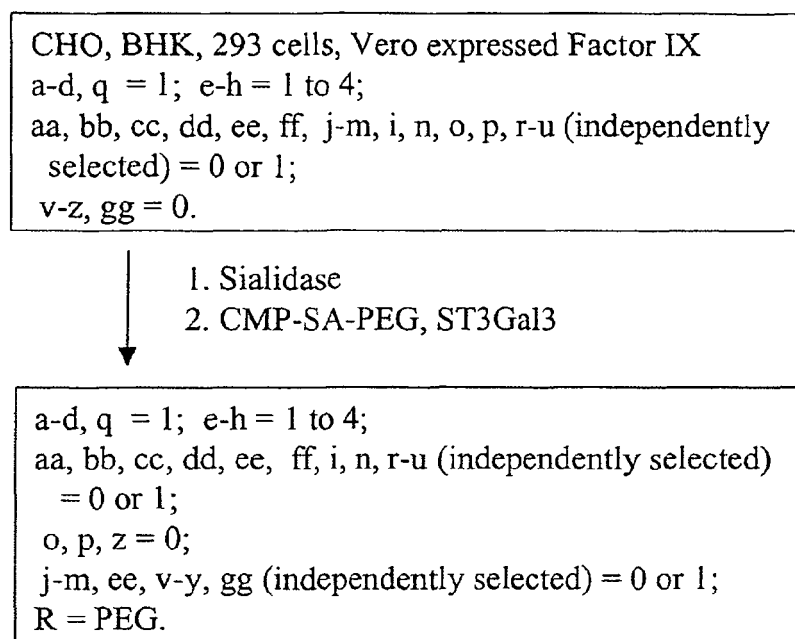 CHO, BHK, 293 cells, Vero expressed Factor IX
a-d, q = 1; e-h = 1 to 4;
aa, bb, cc, dd, ee, ff, j-m, i, n, o, p, r-u (independently
selected) = 0 or 1;
v-z, gg = 0.
1. Sialidase
2. CMP-SA-PEG, ST3Gal3
a-d, q = 1; e-h = 1 to 4;
aa, bb, cc, dd, ee, ff, i, n, r-u (independently selected)
= 0 or 1;
o, p, z = 0;
j-m, ee, v-y, gg (independently selected) = 0 or 1;
R = PEG.